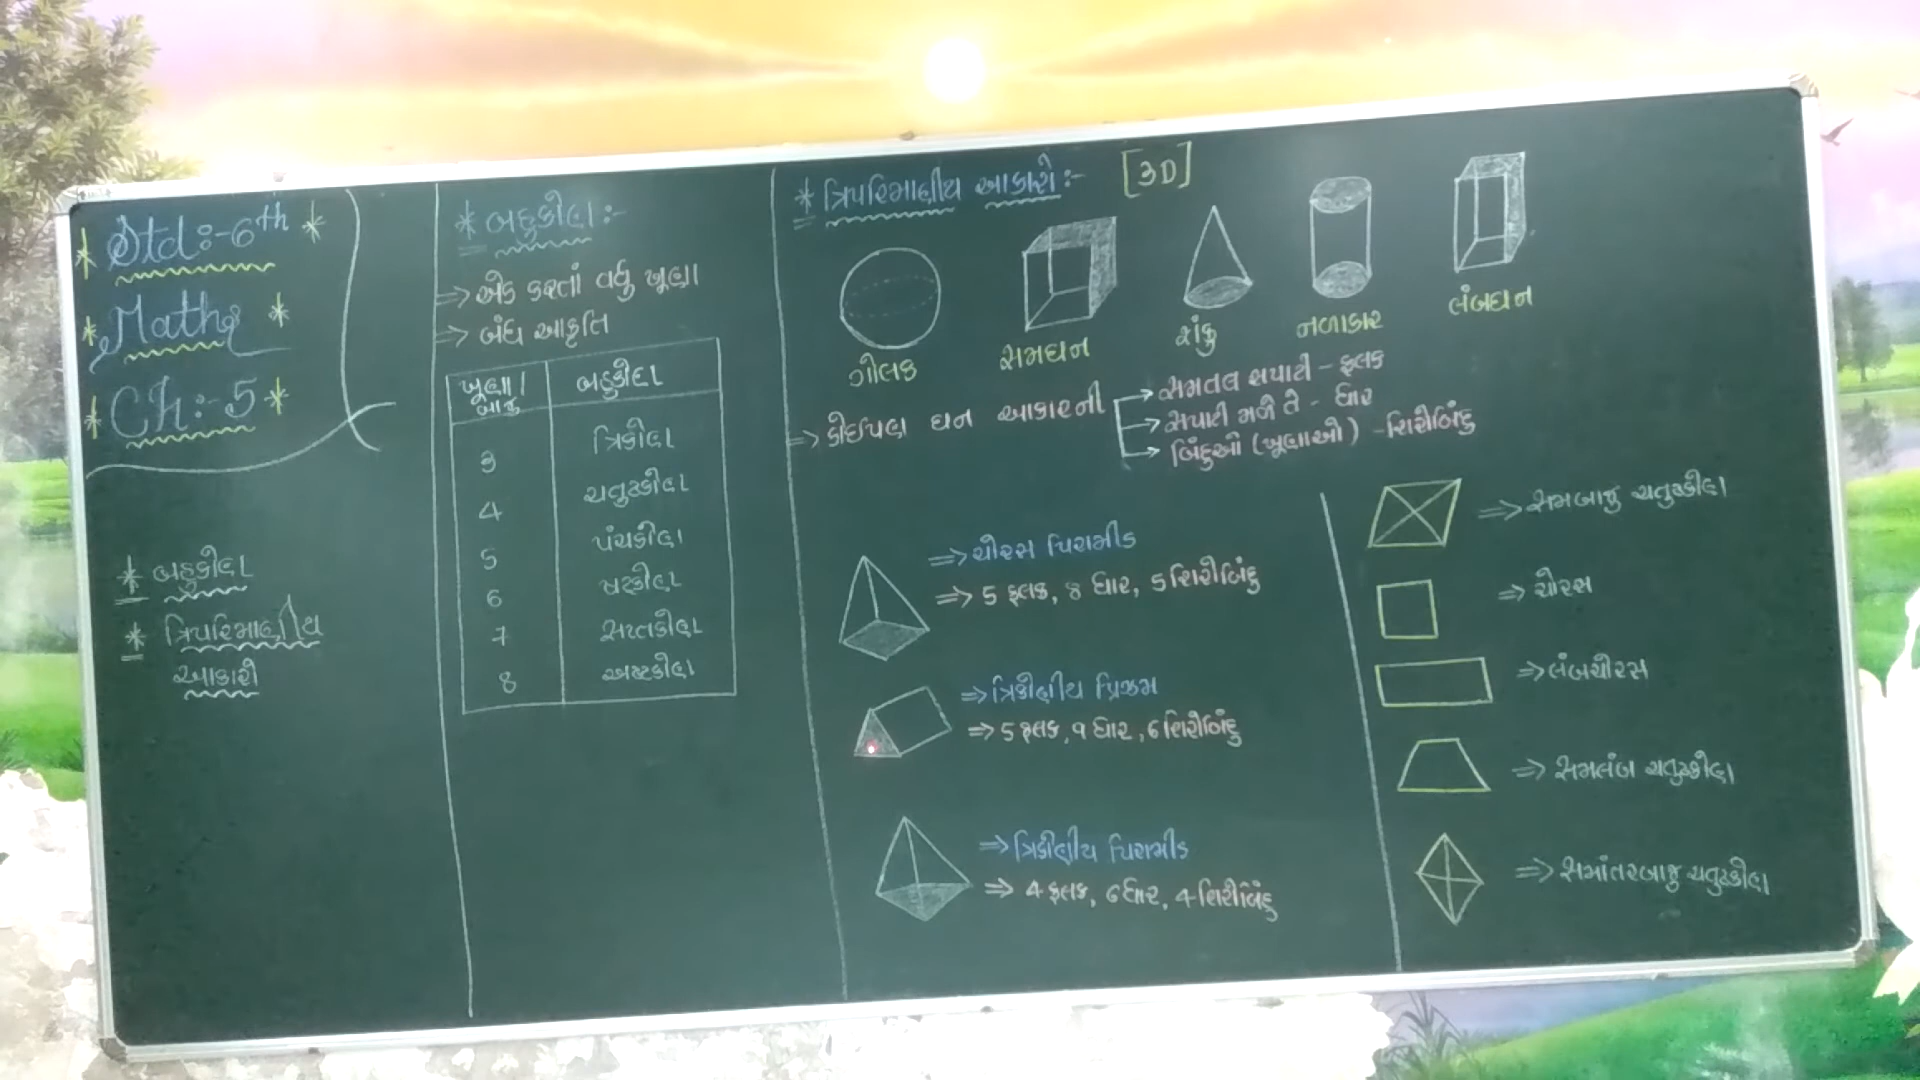 * Std:-6th *
* Maths *
* Ch:-5 *
* બહુકોણ
* ત્રિપરિમાણીય
આકારો
* બહુકોણ:-
=> એક કરતાં વધુ ખૂણા
=> બંધ આકૃતિ
ખૂણા/બાજુ બહુકોણ
3 ત્રિકોણ
4 ચતુષ્કોણ
5 પંચકોણ
6 ષટ્કોણ
7 સપ્તકોણ
8 અષ્ટકોણ
* ત્રિપરિમાણીય આકારો:- [3D]
ગોલક સમઘન શંકુ નળાકાર લંબઘન
=> કોઈપણ ઘન આકારની
→ સમતલ સપાટી - ફલક
→ સપાટી મળે તે - ધાર
→ બિંદુઓ (ખૂણાઓ) - શિરોબિંદુ
=> ચોરસ પિરામીડ
=> 5 ફલક, 8 ધાર, 5 શિરોબિંદુ
=> ત્રિકોણીય પ્રિઝમ
=> 5 ફલક, 9 ધાર, 6 શિરોબિંદુ
=> ત્રિકોણીય પિરામીડ
=> 4 ફલક, 6 ધાર, 4 શિરોબિંદુ
=> સમબાજુ ચતુષ્કોણ
=> ચોરસ
=> લંબચોરસ
=> સમલંબ ચતુષ્કોણ
=> સમાંતરબાજુ ચતુષ્કોણ